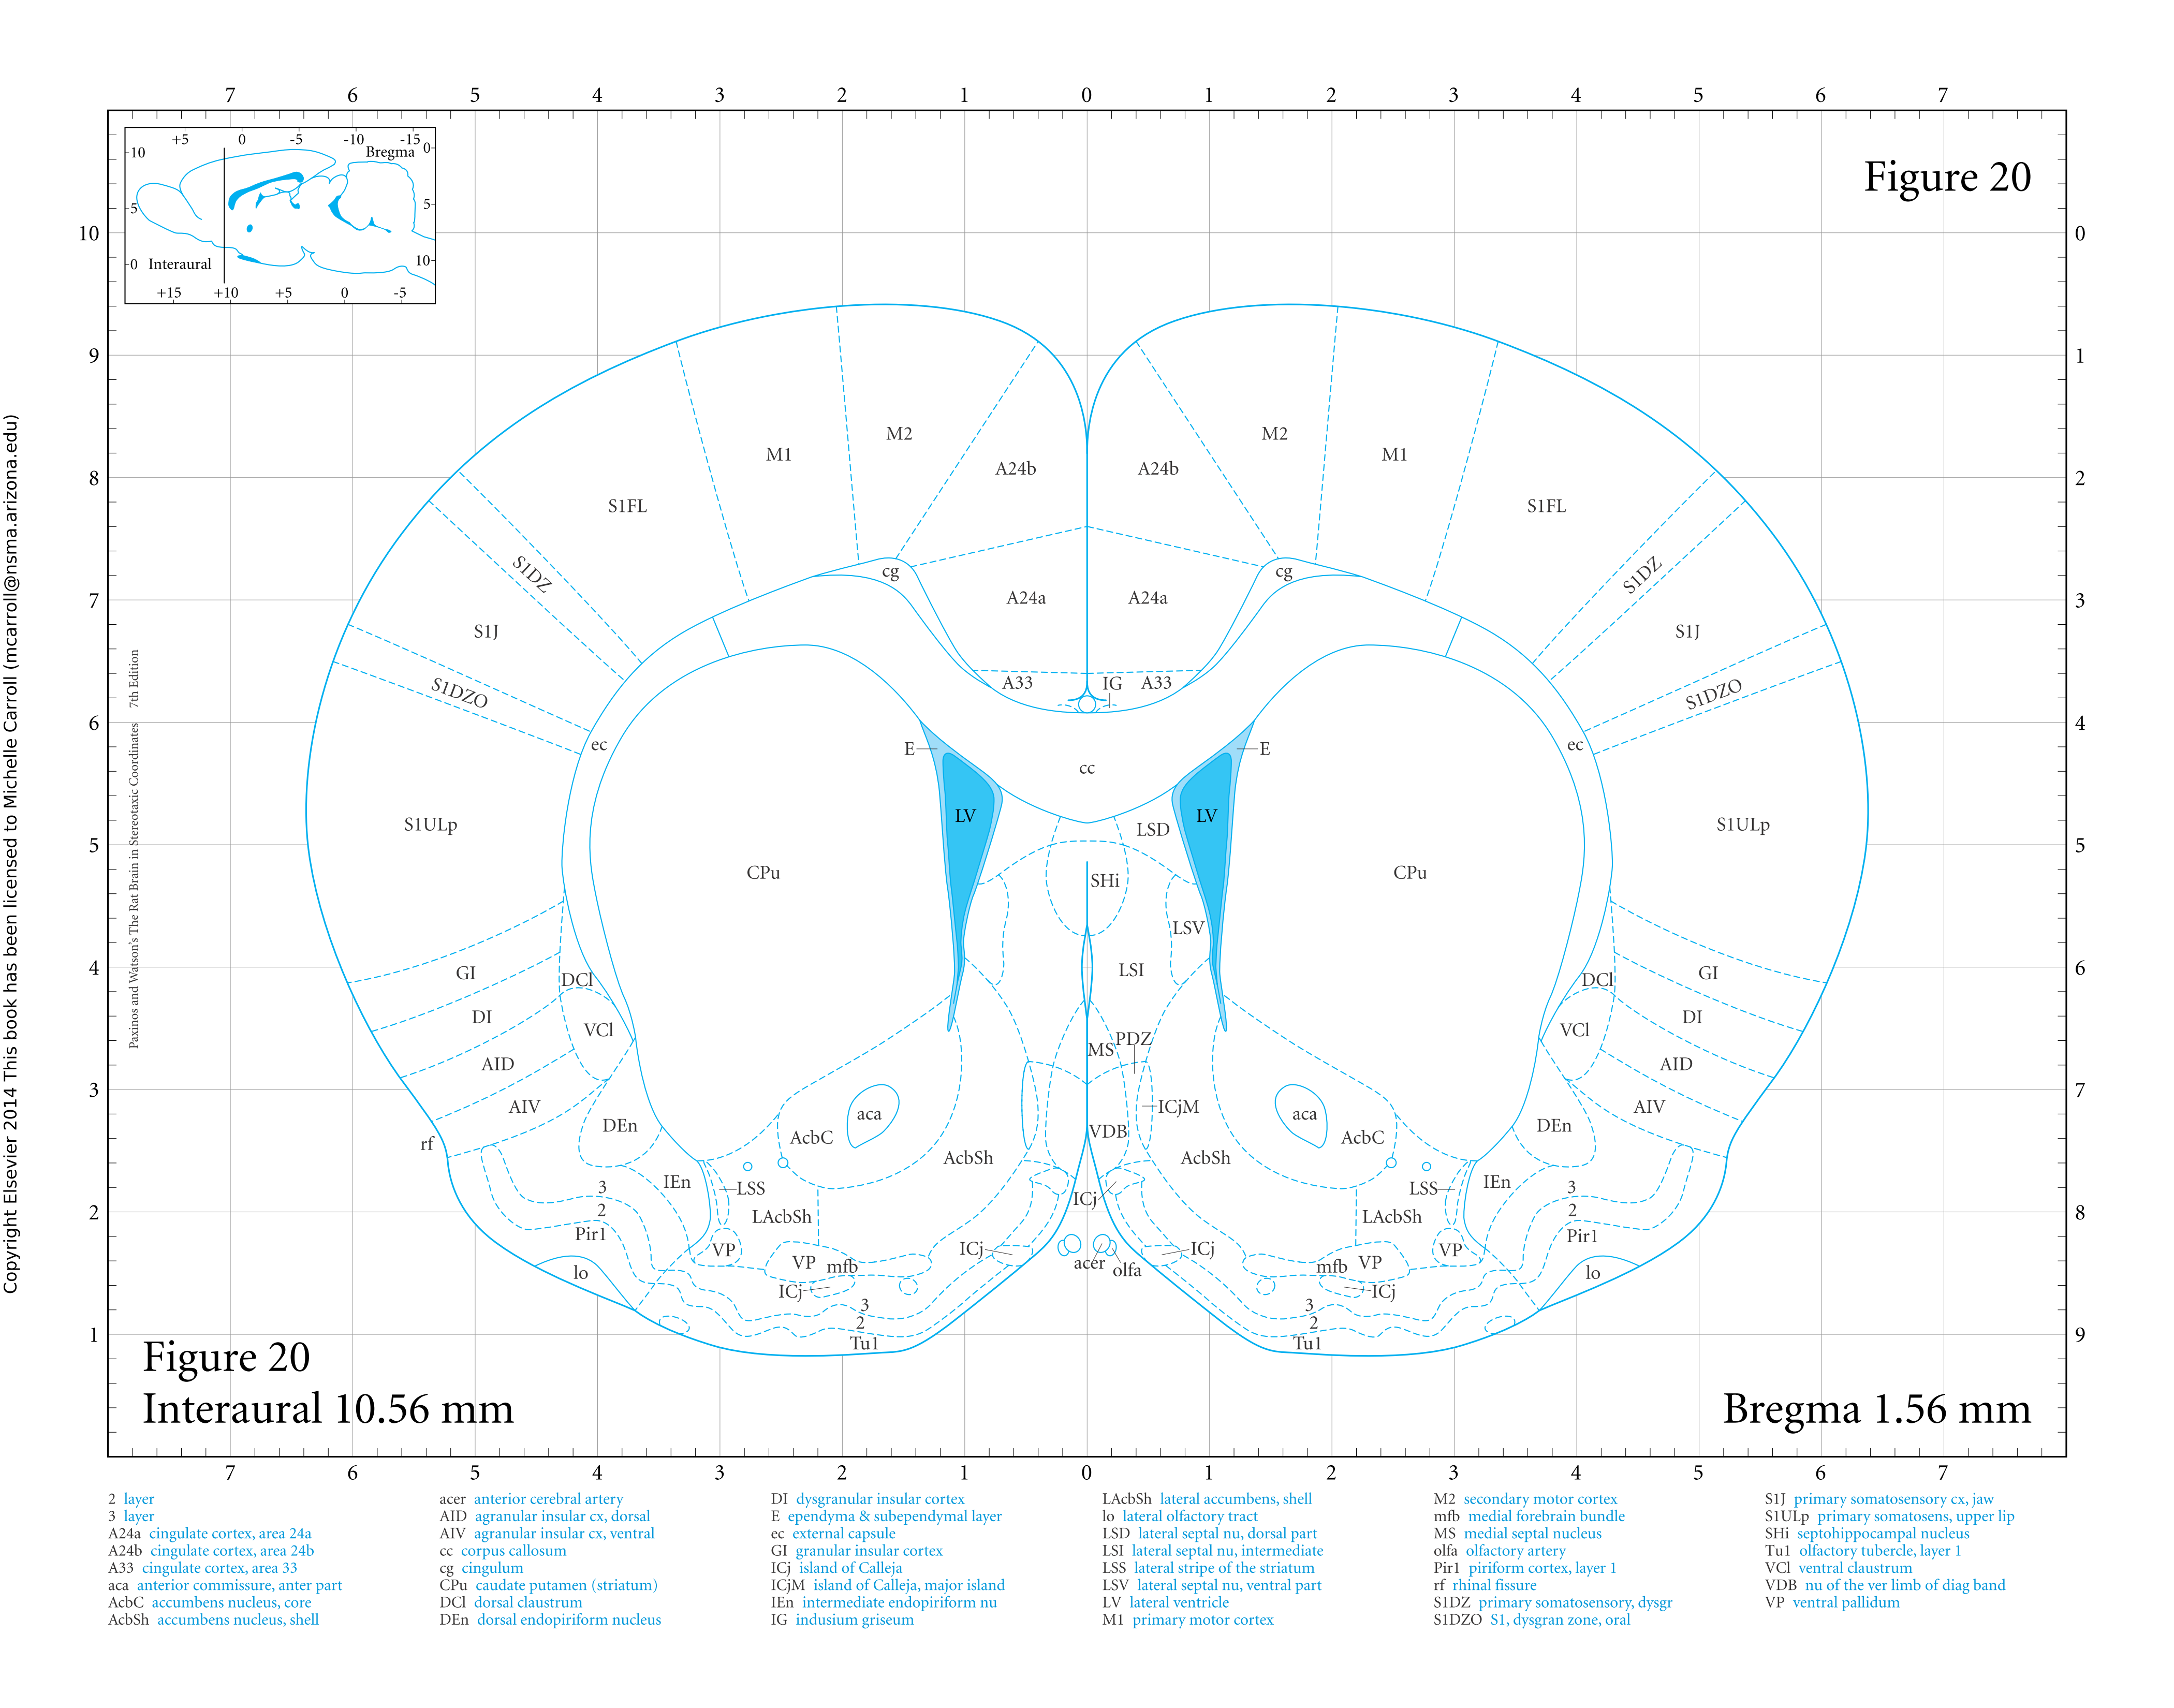 7 6 5 4 3 2 1 0 1 2 3 4 5 6 7
+5 0 -5 -10 -15
Bregma 0
10
5 5
10
0 Interaural
+15 +10 +5 0 -5
Figure 20
10 0
9 1
8 2
7 3
6 4
5 5
4 6
3 7
2 8
1 9
M2 M2
M1 M1
A24b A24b
S1FL S1FL
cg cg
S1DZ S1DZ
A24a A24a
S1J S1J
A33 IG A33
S1DZO S1DZO
ec ec
E E
cc
LV LV
S1ULp S1ULp
LSD
CPu CPu
SHi
LSV
GI LSI GI
DCl DCl
DI DI
VCl VCl
PDZ
MS
AID AID
AIV ICjM AIV
aca aca
DEn DEn
VDB
AcbC AcbC
rf
AcbSh AcbSh
IEn IEn
LSS LSS
3 3
ICj
2 2
LAcbSh LAcbSh
Pir1 Pir1
VP ICj ICj VP
VP mfb acer olfa mfb VP
lo lo
ICj ICj
3 3
2 2
Tu1 Tu1
Figure 20
Interaural 10.56 mm
Bregma 1.56 mm
7 6 5 4 3 2 1 0 1 2 3 4 5 6 7
Copyright Elsevier 2014 This book has been licensed to Michelle Carroll (mcarroll@nsma.arizona.edu)
Paxinos and Watson's The Rat Brain in Stereotaxic Coordinates 7th Edition
2 layer
3 layer
A24a cingulate cortex, area 24a
A24b cingulate cortex, area 24b
A33 cingulate cortex, area 33
aca anterior commissure, anter part
AcbC accumbens nucleus, core
AcbSh accumbens nucleus, shell
acer anterior cerebral artery
AID agranular insular cx, dorsal
AIV agranular insular cx, ventral
cc corpus callosum
cg cingulum
CPu caudate putamen (striatum)
DCl dorsal claustrum
DEn dorsal endopiriform nucleus
DI dysgranular insular cortex
E ependyma & subependymal layer
ec external capsule
GI granular insular cortex
ICj island of Calleja
ICjM island of Calleja, major island
IEn intermediate endopiriform nu
IG indusium griseum
LAcbSh lateral accumbens, shell
lo lateral olfactory tract
LSD lateral septal nu, dorsal part
LSI lateral septal nu, intermediate
LSS lateral stripe of the striatum
LSV lateral septal nu, ventral part
LV lateral ventricle
M1 primary motor cortex
M2 secondary motor cortex
mfb medial forebrain bundle
MS medial septal nucleus
olfa olfactory artery
Pir1 piriform cortex, layer 1
rf rhinal fissure
S1DZ primary somatosensory, dysgr
S1DZO S1, dysgran zone, oral
S1J primary somatosensory cx, jaw
S1ULp primary somatosens, upper lip
SHi septohippocampal nucleus
Tu1 olfactory tubercle, layer 1
VCl ventral claustrum
VDB nu of the ver limb of diag band
VP ventral pallidum